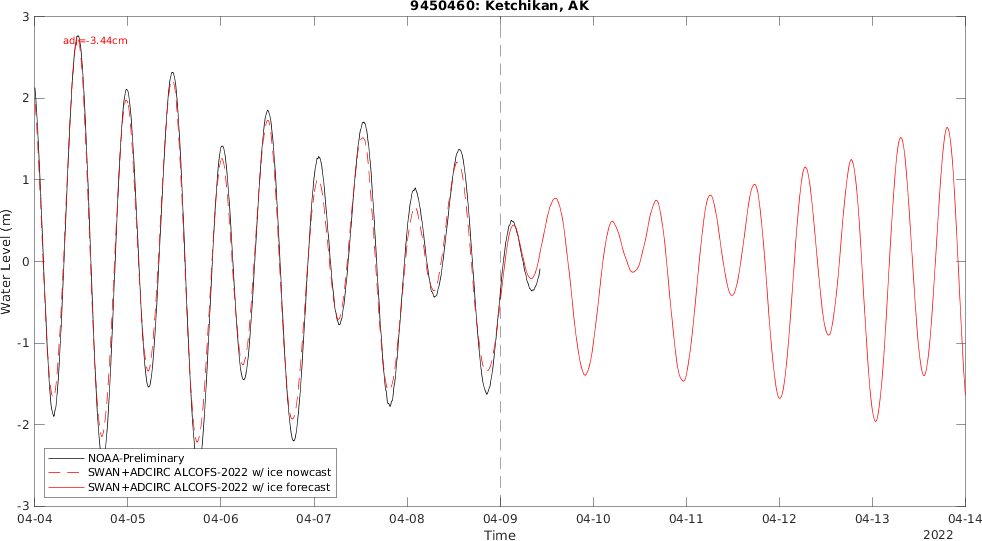 9450460: Ketchikan, AK
3
adj=-3.44cm
2
1
0
-1
-2
-3
Water Level (m)
NOAA-Preliminary
SWAN+ADCIRC ALCOFS-2022 w/ ice nowcast
SWAN+ADCIRC ALCOFS-2022 w/ ice forecast
04-04 04-05 04-06 04-07 04-08 04-09 04-10 04-11 04-12 04-13 04-14
Time
2022